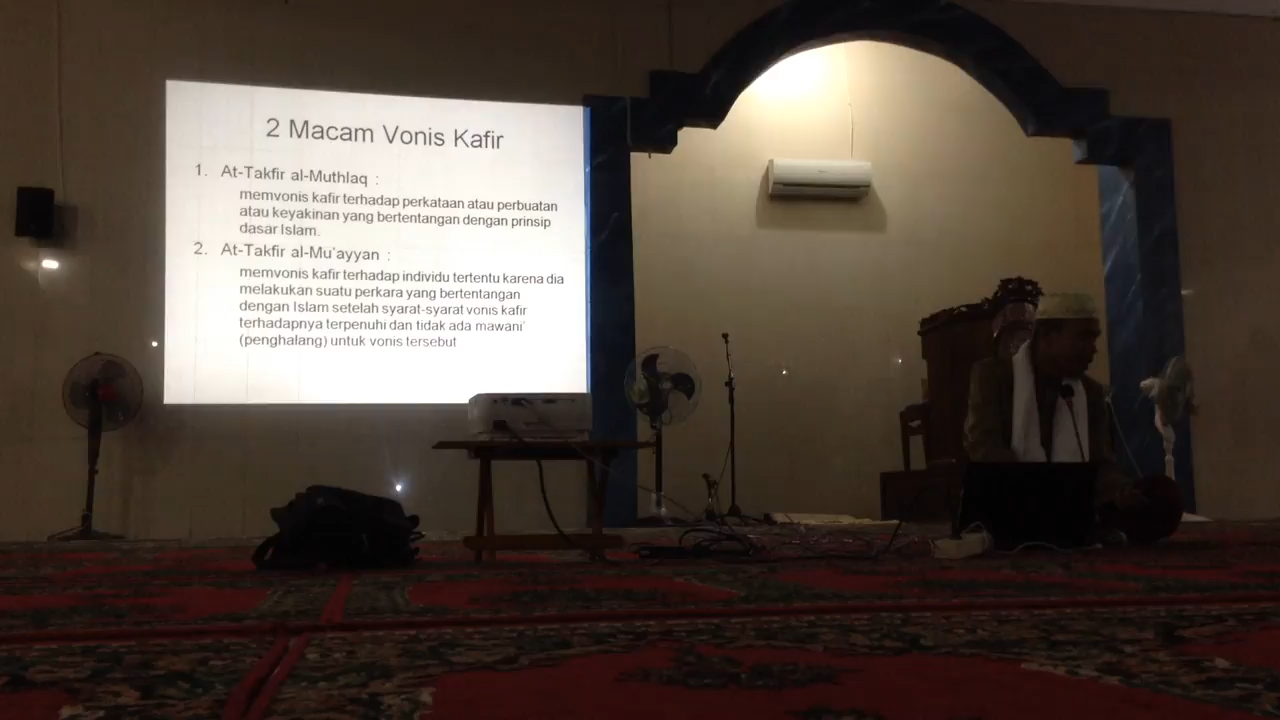 2 Macam Vonis Kafir
1. At-Takfir al-Muthlaq :
memvonis kafir terhadap perkataan atau perbuatan
atau keyakinan yang bertentangan dengan prinsip
dasar Islam.
2. At-Takfir al-Mu'ayyan :
memvonis kafir terhadap individu tertentu karena dia
melakukan suatu perkara yang bertentangan
dengan Islam setelah syarat-syarat vonis kafir
terhadapnya terpenuhi dan tidak ada mawani'
(penghalang) untuk vonis tersebut